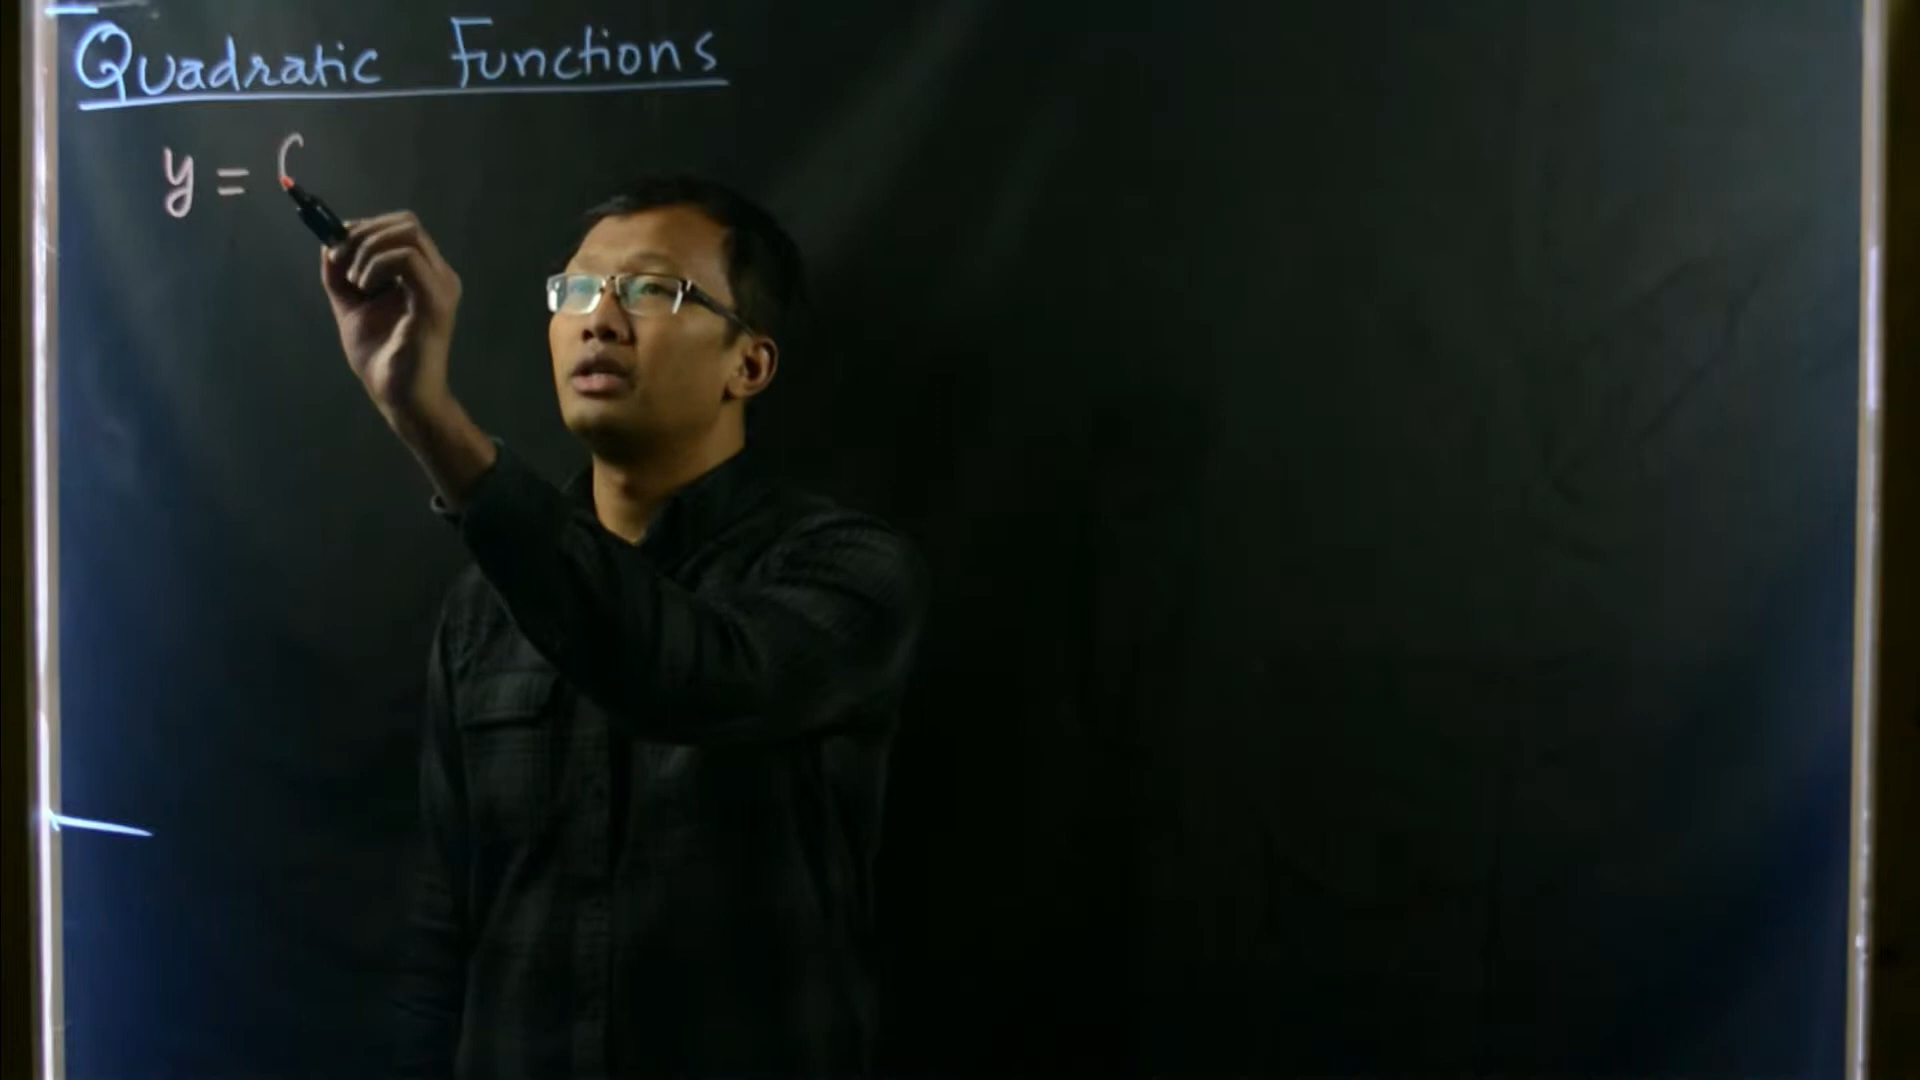 Quadratic Functions
y =